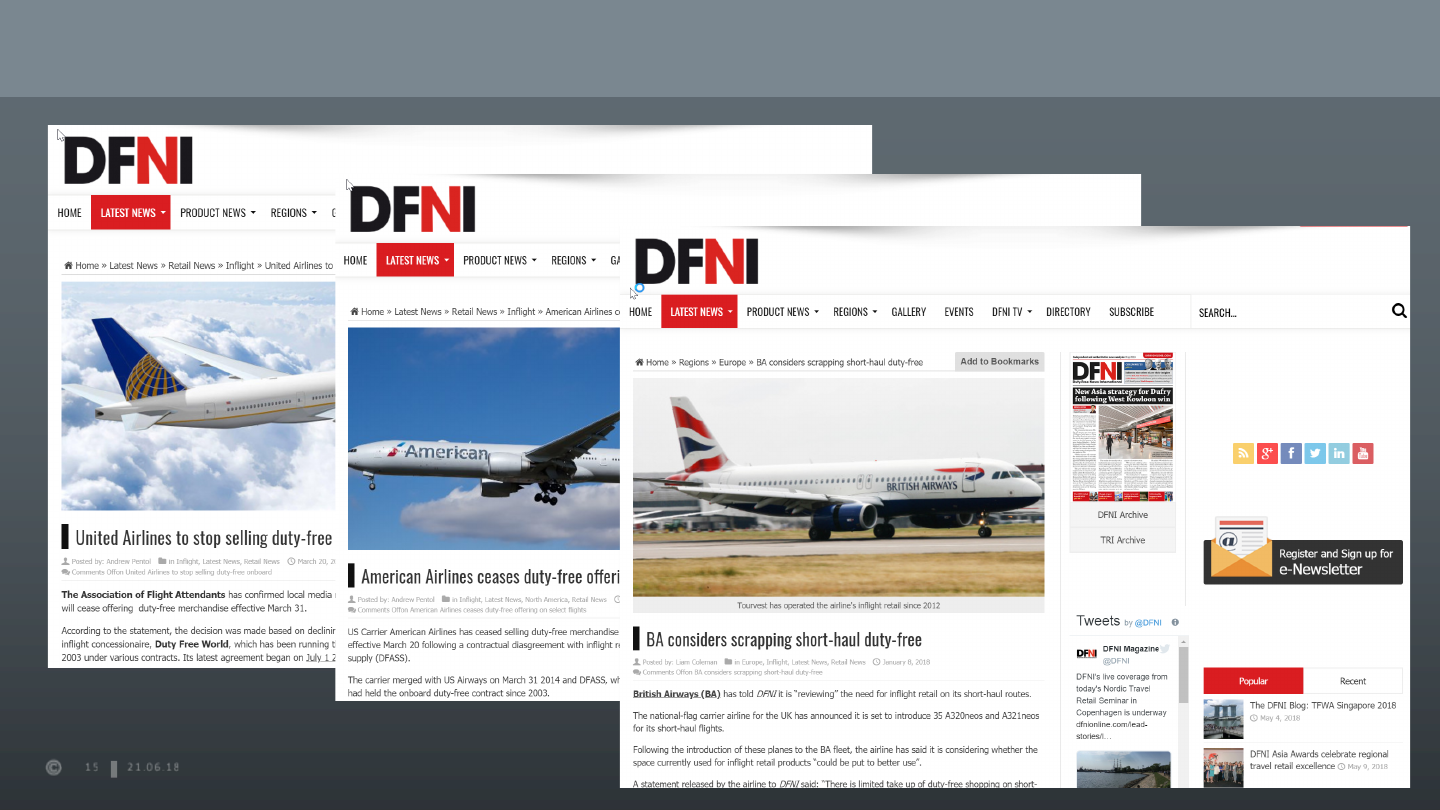 DFNI
HOME LATEST NEWS PRODUCT NEWS REGIONS
Home » Latest News » Retail News » Inflight » United Airlines to
United Airlines to stop selling duty-free
Posted by: Andrew Pentol in Inflight, Latest News, Retail News March 20,
Comments Offon United Airlines to stop selling duty-free onboard
The Association of Flight Attendants has confirmed local media
will cease offering duty-free merchandise effective March 31.
According to the statement, the decision was made based on declinin
inflight concessionaire, Duty Free World, which has been running t
2003 under various contracts. Its latest agreement began on July 1 2
DFNI
HOME LATEST NEWS PRODUCT NEWS REGIONS GA
Home » Latest News » Retail News » Inflight » American Airlines c
American
American Airlines ceases duty-free offeri
Posted by: Andrew Pentol in Inflight, Latest News, North America, Retail News
Comments Offon American Airlines ceases duty-free offering on select flights
US Carrier American Airlines has ceased selling duty-free merchandise
effective March 20 following a contractual disagreement with inflight r
supply (DFASS).
The carrier merged with US Airways on March 31 2014 and DFASS, wh
had held the onboard duty-free contract since 2003.
DFNI
HOME LATEST NEWS PRODUCT NEWS REGIONS GALLERY EVENTS DFNI TV DIRECTORY SUBSCRIBE SEARCH...
Home » Regions » Europe » BA considers scrapping short-haul duty-free
Add to Bookmarks
BRITISH AIRWAYS
Tourvest has operated the airline's inflight retail since 2012
BA considers scrapping short-haul duty-free
Posted by: Liam Coleman in Europe, Inflight, Latest News, Retail News January 8, 2018
Comments Offon BA considers scrapping short-haul duty-free
British Airways (BA) has told DFNI it is “reviewing” the need for inflight retail on its short-haul routes.
The national-flag carrier airline for the UK has announced it is set to introduce 35 A320neos and A321neos
for its short-haul flights.
Following the introduction of these planes to the BA fleet, the airline has said it is considering whether the
space currently used for inflight retail products “could be put to better use”.
A statement released by the airline to DFNI said: “There is limited take up of duty-free shopping on short-
DFNI
New Asia strategy for Dufry
following West Kowloon win
DFNI Archive
TRI Archive
Tweets by @DFNI
DFNI
DFNI Magazine
@DFNI
DFNI's live coverage from
today's Nordic Travel
Retail Seminar in
Copenhagen is underway
dfnionline.com/lead-
stories/l…
g+ f in You
@
Register and Sign up for
e-Newsletter
Popular Recent
The DFNI Blog: TFWA Singapore 2018
May 4, 2018
DFNI Asia Awards celebrate regional
travel retail excellence May 9, 2018
© 15 21.06.18